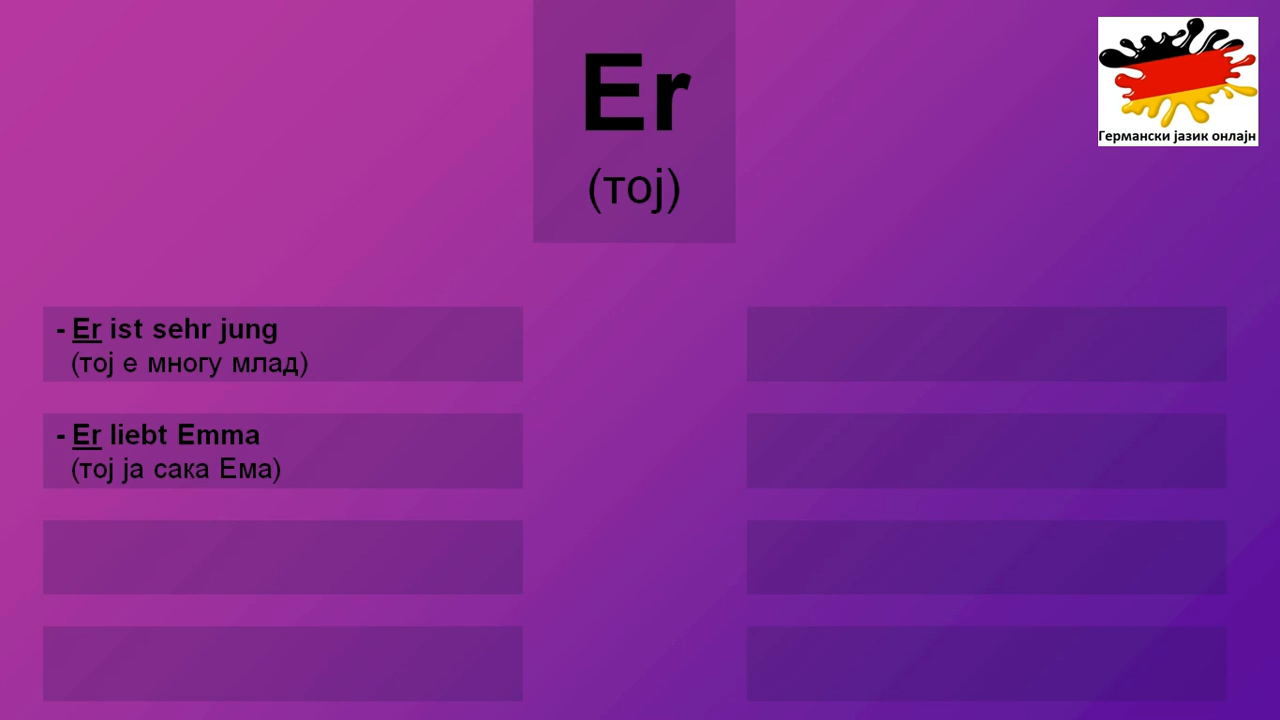 Er
(тој)
Германски јазик онлајн
- Er ist sehr jung
(тој е многу млад)
- Er liebt Emma
(тој ја сака Ема)